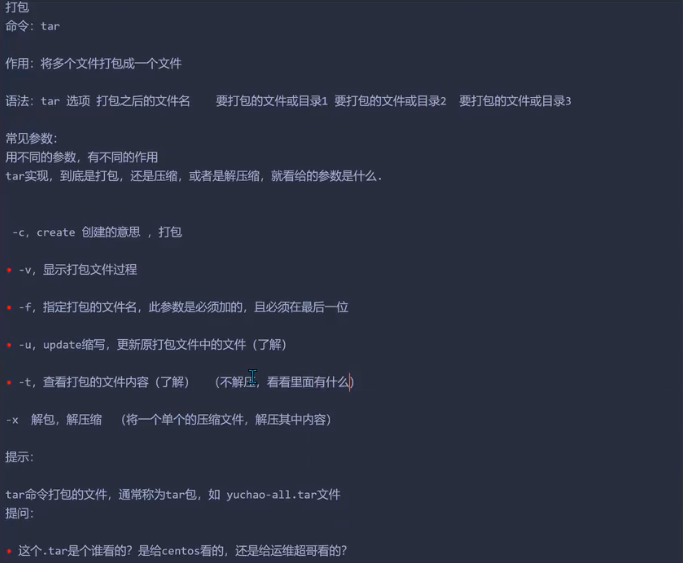 打包
命令: tar
作用: 将多个文件打包成一个文件
语法: tar 选项 打包之后的文件名 要打包的文件或目录1 要打包的文件或目录2 要打包的文件或目录3
常见参数:
用不同的参数, 有不同的作用
tar实现, 到底是打包, 还是压缩, 或者是解压缩, 就看给的参数是什么.
-c, create 创建的意思 , 打包
• -v, 显示打包文件过程
• -f, 指定打包的文件名, 此参数是必须加的, 且必须在最后一位
• -u, update缩写, 更新原打包文件中的文件 (了解)
• -t, 查看打包的文件内容 (了解) (不解压, 看看里面有什么)
-x 解包, 解压缩 (将一个单个的压缩文件, 解压其中内容)
提示:
tar命令打包的文件, 通常称为tar包, 如 yuchao-all.tar文件
提问:
• 这个.tar是个谁看的? 是给centos看的, 还是给运维超哥看的?